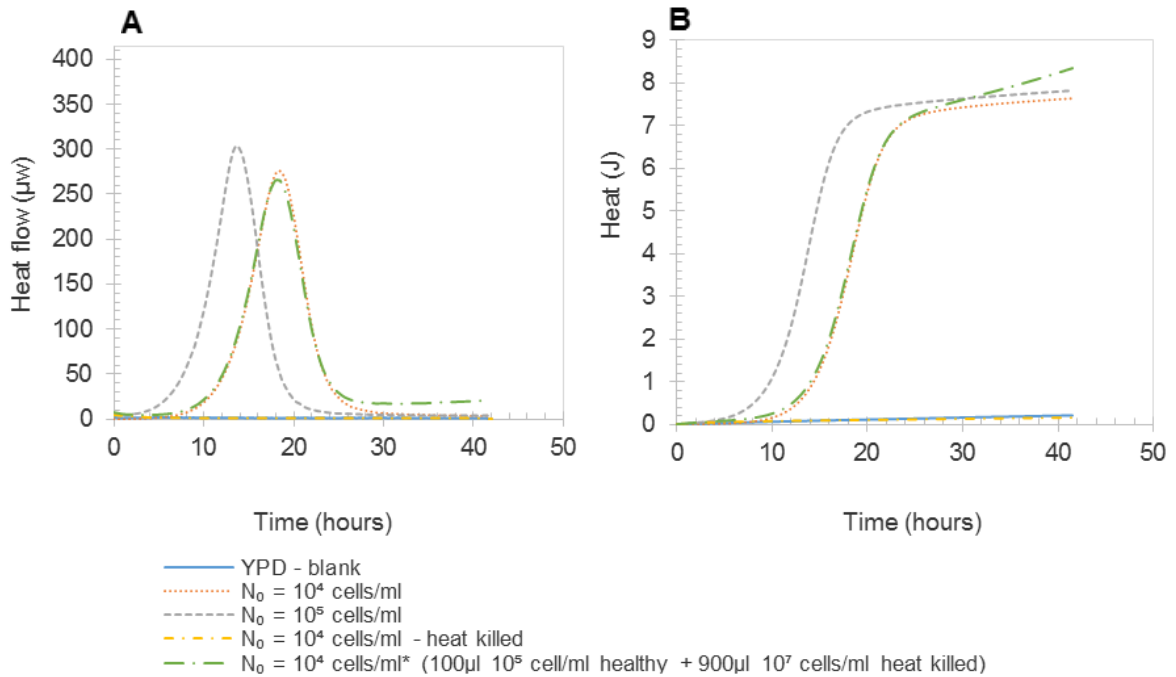 A
400
350
300
250
200
150
100
50
0
0 10 20 30 40 50
Heat flow (µw)
Time (hours)
B
9
8
7
6
5
4
3
2
1
0
0 10 20 30 40 50
Heat (J)
Time (hours)
YPD - blank
N₀ = 10⁴ cells/ml
N₀ = 10⁵ cells/ml
N₀ = 10⁴ cells/ml - heat killed
N₀ = 10⁴ cells/ml* (100µl 10⁵ cell/ml healthy + 900µl 10⁷ cells/ml heat killed)